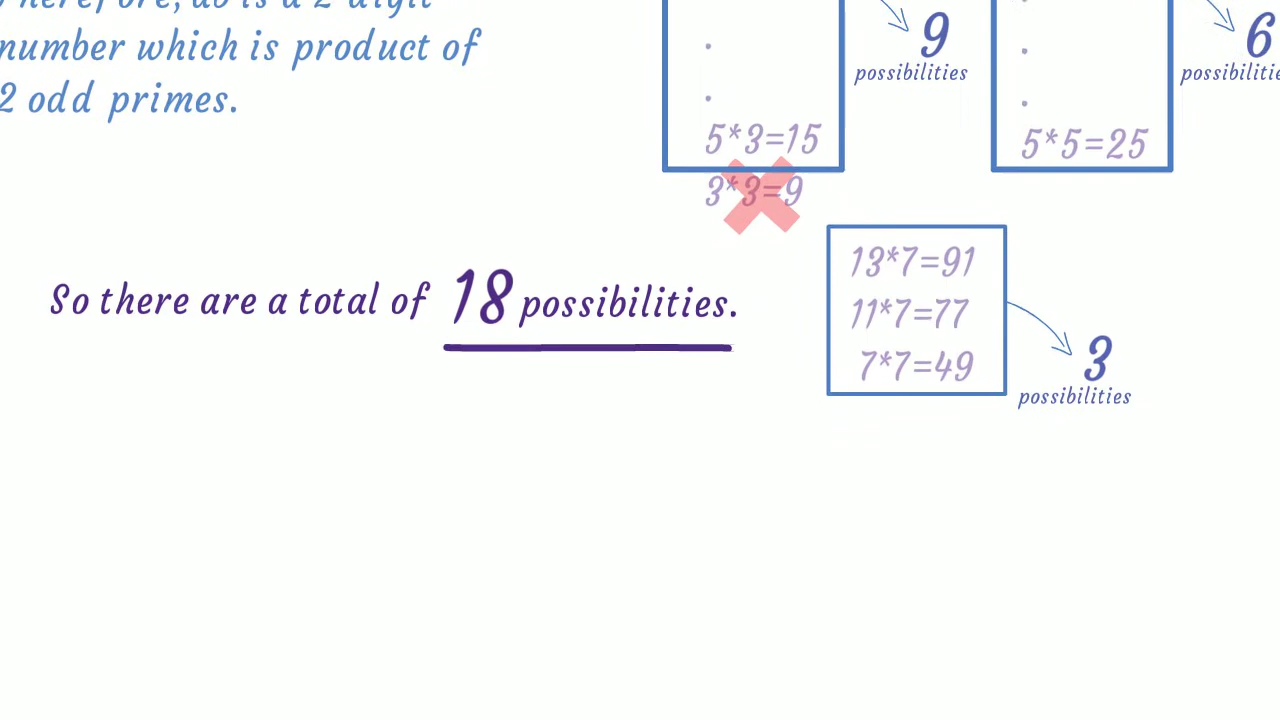 number which is product of
2 odd primes.
9
possibilities
6
5*3=15
3*3=9
5*5=25
So there are a total of 18 possibilities.
13*7=91
11*7=77
7*7=49
3
possibilities